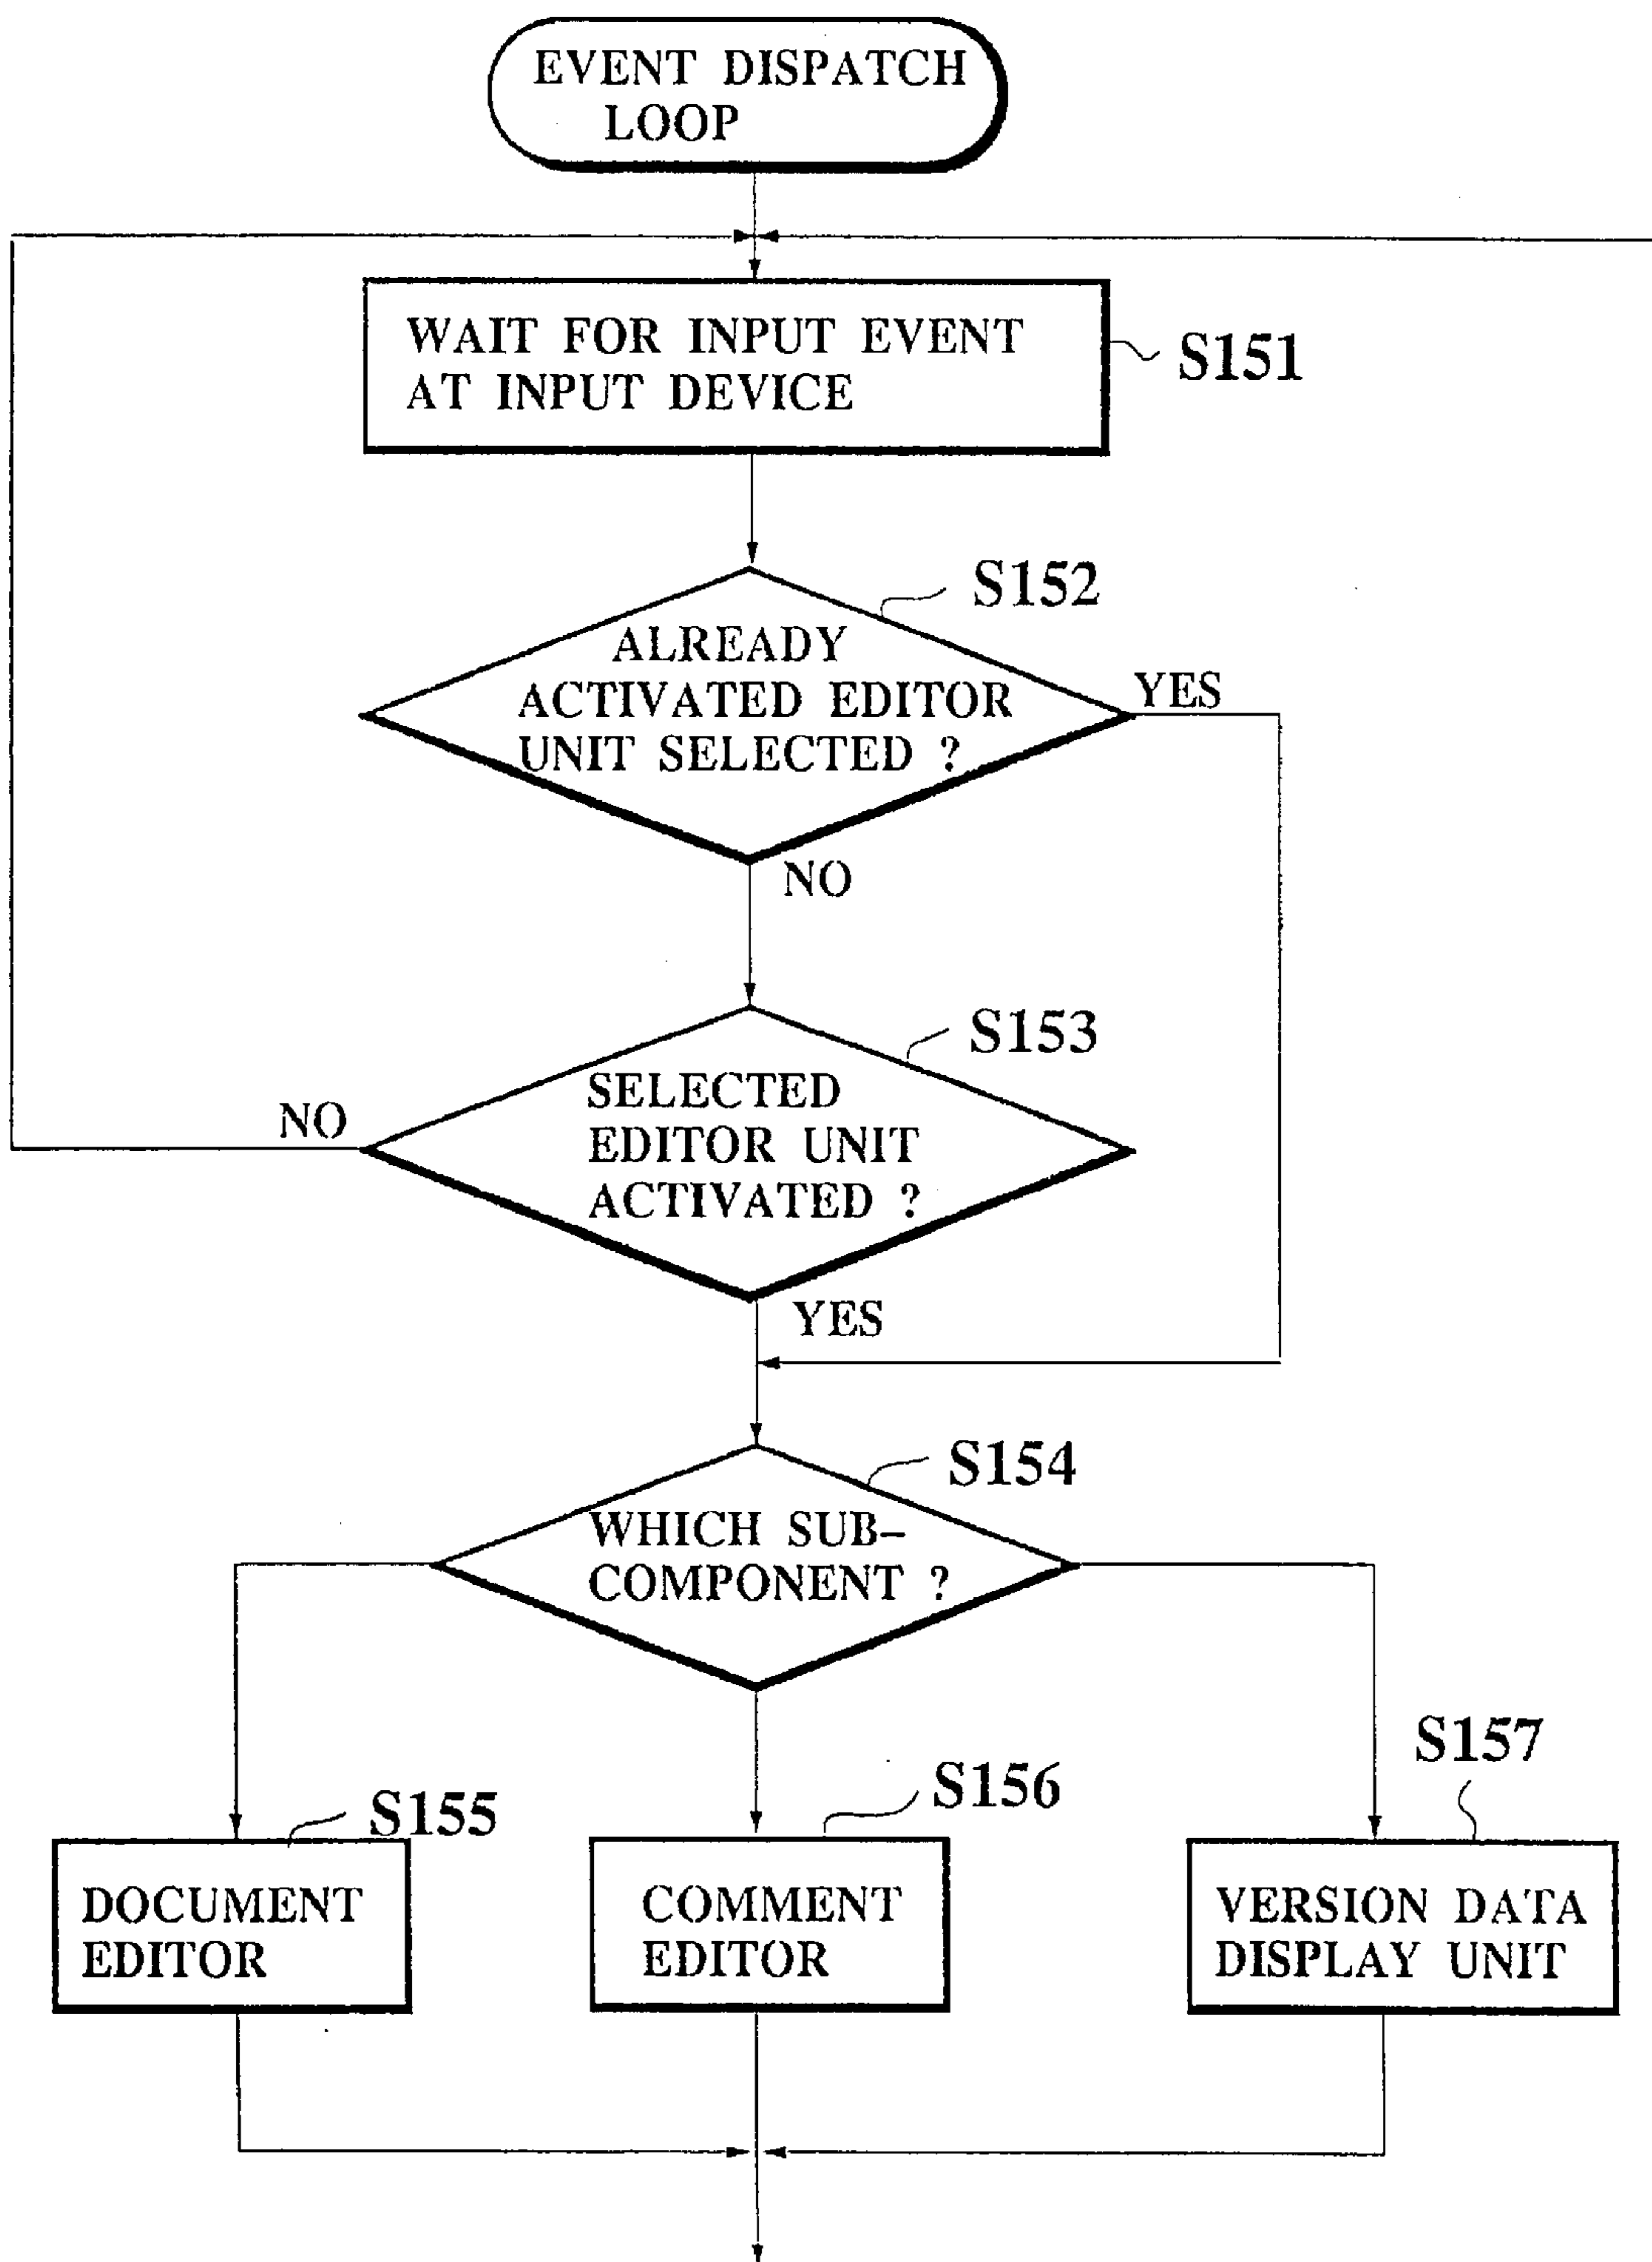 EVENT DISPATCH
LOOP
WAIT FOR INPUT EVENT
AT INPUT DEVICE
S151
S152
ALREADY
ACTIVATED EDITOR
UNIT SELECTED ?
YES
NO
S153
SELECTED
EDITOR UNIT
ACTIVATED ?
NO
YES
S154
WHICH SUB–
COMPONENT ?
S155
DOCUMENT
EDITOR
S156
COMMENT
EDITOR
S157
VERSION DATA
DISPLAY UNIT